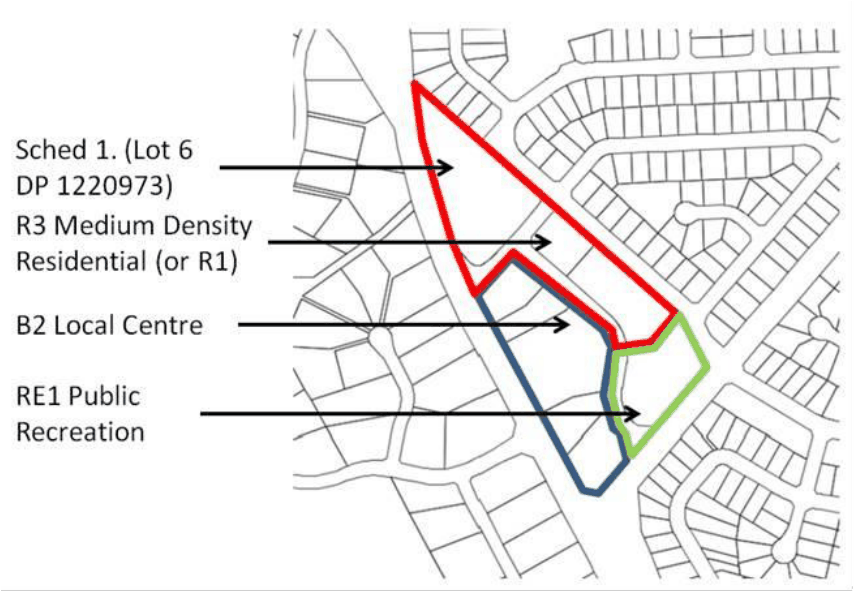 Sched 1. (Lot 6
DP 1220973)
R3 Medium Density
Residential (or R1)
B2 Local Centre
RE1 Public
Recreation